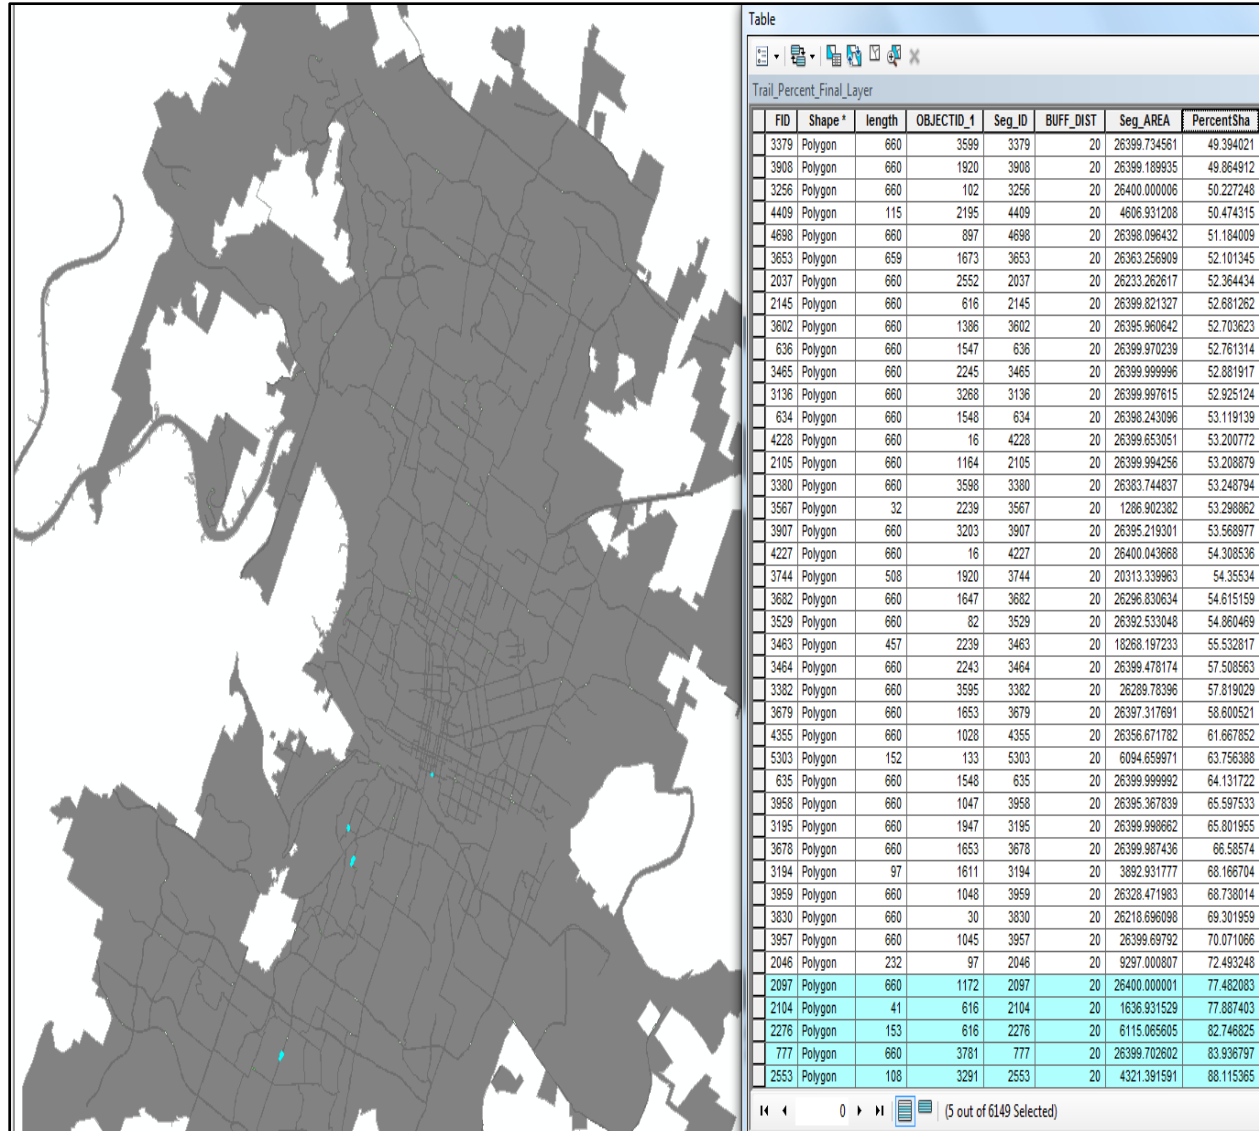 Table
Trail_Percent_Final_Layer
FID Shape * length OBJECTID_1 Seg_ID BUFF_DIST Seg_AREA PercentSha
3379 Polygon 660 3599 3379 20 26399.734561 49.394021
3908 Polygon 660 1920 3908 20 26399.189935 49.864912
3256 Polygon 660 102 3256 20 26400.000006 50.227248
4409 Polygon 115 2195 4409 20 4606.931208 50.474315
4698 Polygon 660 897 4698 20 26398.096432 51.184009
3653 Polygon 659 1673 3653 20 26363.256909 52.101345
2037 Polygon 660 2552 2037 20 26233.262617 52.364434
2145 Polygon 660 616 2145 20 26399.821327 52.681262
3602 Polygon 660 1386 3602 20 26395.960642 52.703623
636 Polygon 660 1547 636 20 26399.970239 52.761314
3465 Polygon 660 2245 3465 20 26399.999996 52.881917
3136 Polygon 660 3268 3136 20 26399.997615 52.925124
634 Polygon 660 1548 634 20 26398.243096 53.119139
4228 Polygon 660 16 4228 20 26399.653051 53.200772
2105 Polygon 660 1164 2105 20 26399.994256 53.208879
3380 Polygon 660 3598 3380 20 26383.744837 53.248794
3567 Polygon 32 2239 3567 20 1286.902382 53.298862
3907 Polygon 660 3203 3907 20 26395.219301 53.568977
4227 Polygon 660 16 4227 20 26400.043668 54.308536
3744 Polygon 508 1920 3744 20 20313.339963 54.35534
3682 Polygon 660 1647 3682 20 26296.830634 54.615159
3529 Polygon 660 82 3529 20 26392.533048 54.860469
3463 Polygon 457 2239 3463 20 18268.197233 55.532817
3464 Polygon 660 2243 3464 20 26399.478174 57.508563
3382 Polygon 660 3595 3382 20 26289.78396 57.819029
3679 Polygon 660 1653 3679 20 26397.317691 58.600521
4355 Polygon 660 1028 4355 20 26356.671782 61.667852
5303 Polygon 152 133 5303 20 6094.659971 63.756388
635 Polygon 660 1548 635 20 26399.999992 64.131722
3958 Polygon 660 1047 3958 20 26395.367839 65.597533
3195 Polygon 660 1947 3195 20 26399.998662 65.801955
3678 Polygon 660 1653 3678 20 26399.987436 66.58574
3194 Polygon 97 1611 3194 20 3892.931777 68.166704
3959 Polygon 660 1048 3959 20 26328.471983 68.738014
3830 Polygon 660 30 3830 20 26218.696098 69.301959
3957 Polygon 660 1045 3957 20 26399.69792 70.071066
2046 Polygon 232 97 2046 20 9297.000807 72.493248
2097 Polygon 660 1172 2097 20 26400.000001 77.482083
2104 Polygon 41 616 2104 20 1636.931529 77.887403
2276 Polygon 153 616 2276 20 6115.065605 82.746825
777 Polygon 660 3781 777 20 26399.702602 83.936797
2553 Polygon 108 3291 2553 20 4321.391591 88.115365
0 (5 out of 6149 Selected)